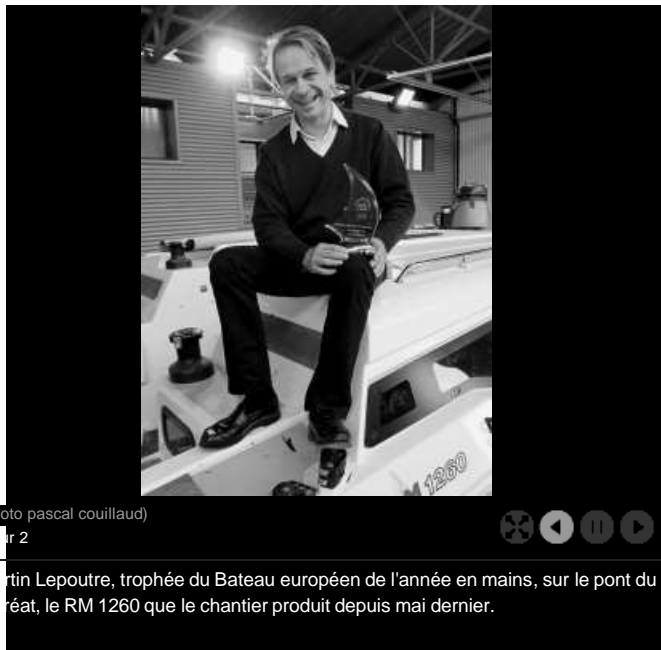 M 1260
oto pascal couillaud)
ur 2
rtin Lepoutre, trophée du Bateau européen de l'année en mains, sur le pont du
réat, le RM 1260 que le chantier produit depuis mai dernier.